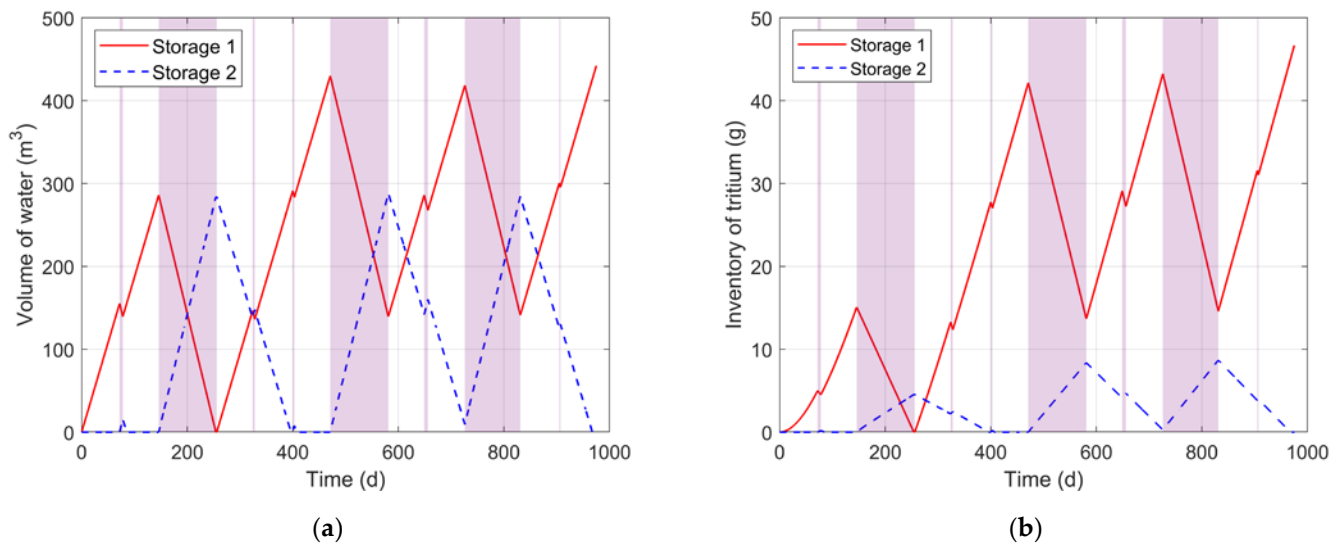 500
400
300
200
100
0
Volume of water (m³)
Storage 1
Storage 2
0 200 400 600 800 1000
Time (d)
(a)
50
40
30
20
10
0
Inventory of tritium (g)
Storage 1
Storage 2
0 200 400 600 800 1000
Time (d)
(b)